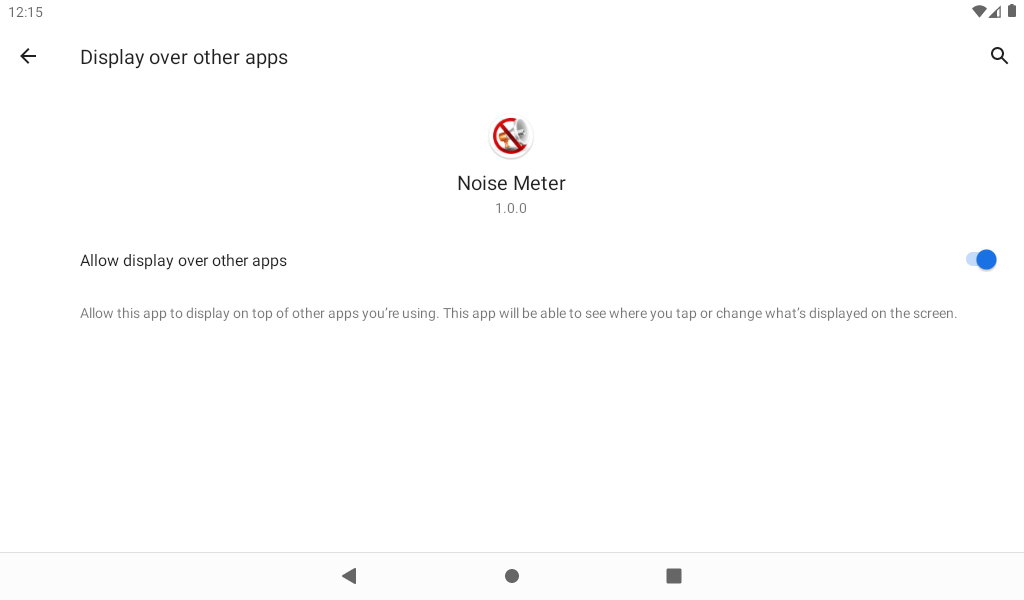 12:15
Display over other apps
Noise Meter
1.0.0
Allow display over other apps
Allow this app to display on top of other apps you’re using. This app will be able to see where you tap or change what’s displayed on the screen.